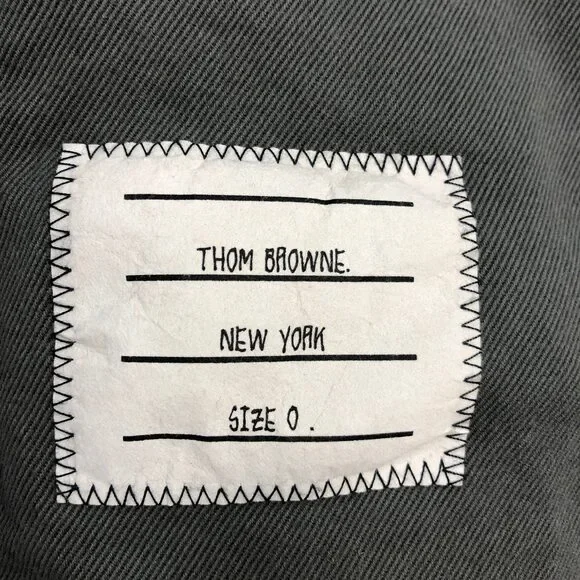 THOM BROWNE.
NEW YORK
SIZE 0 .